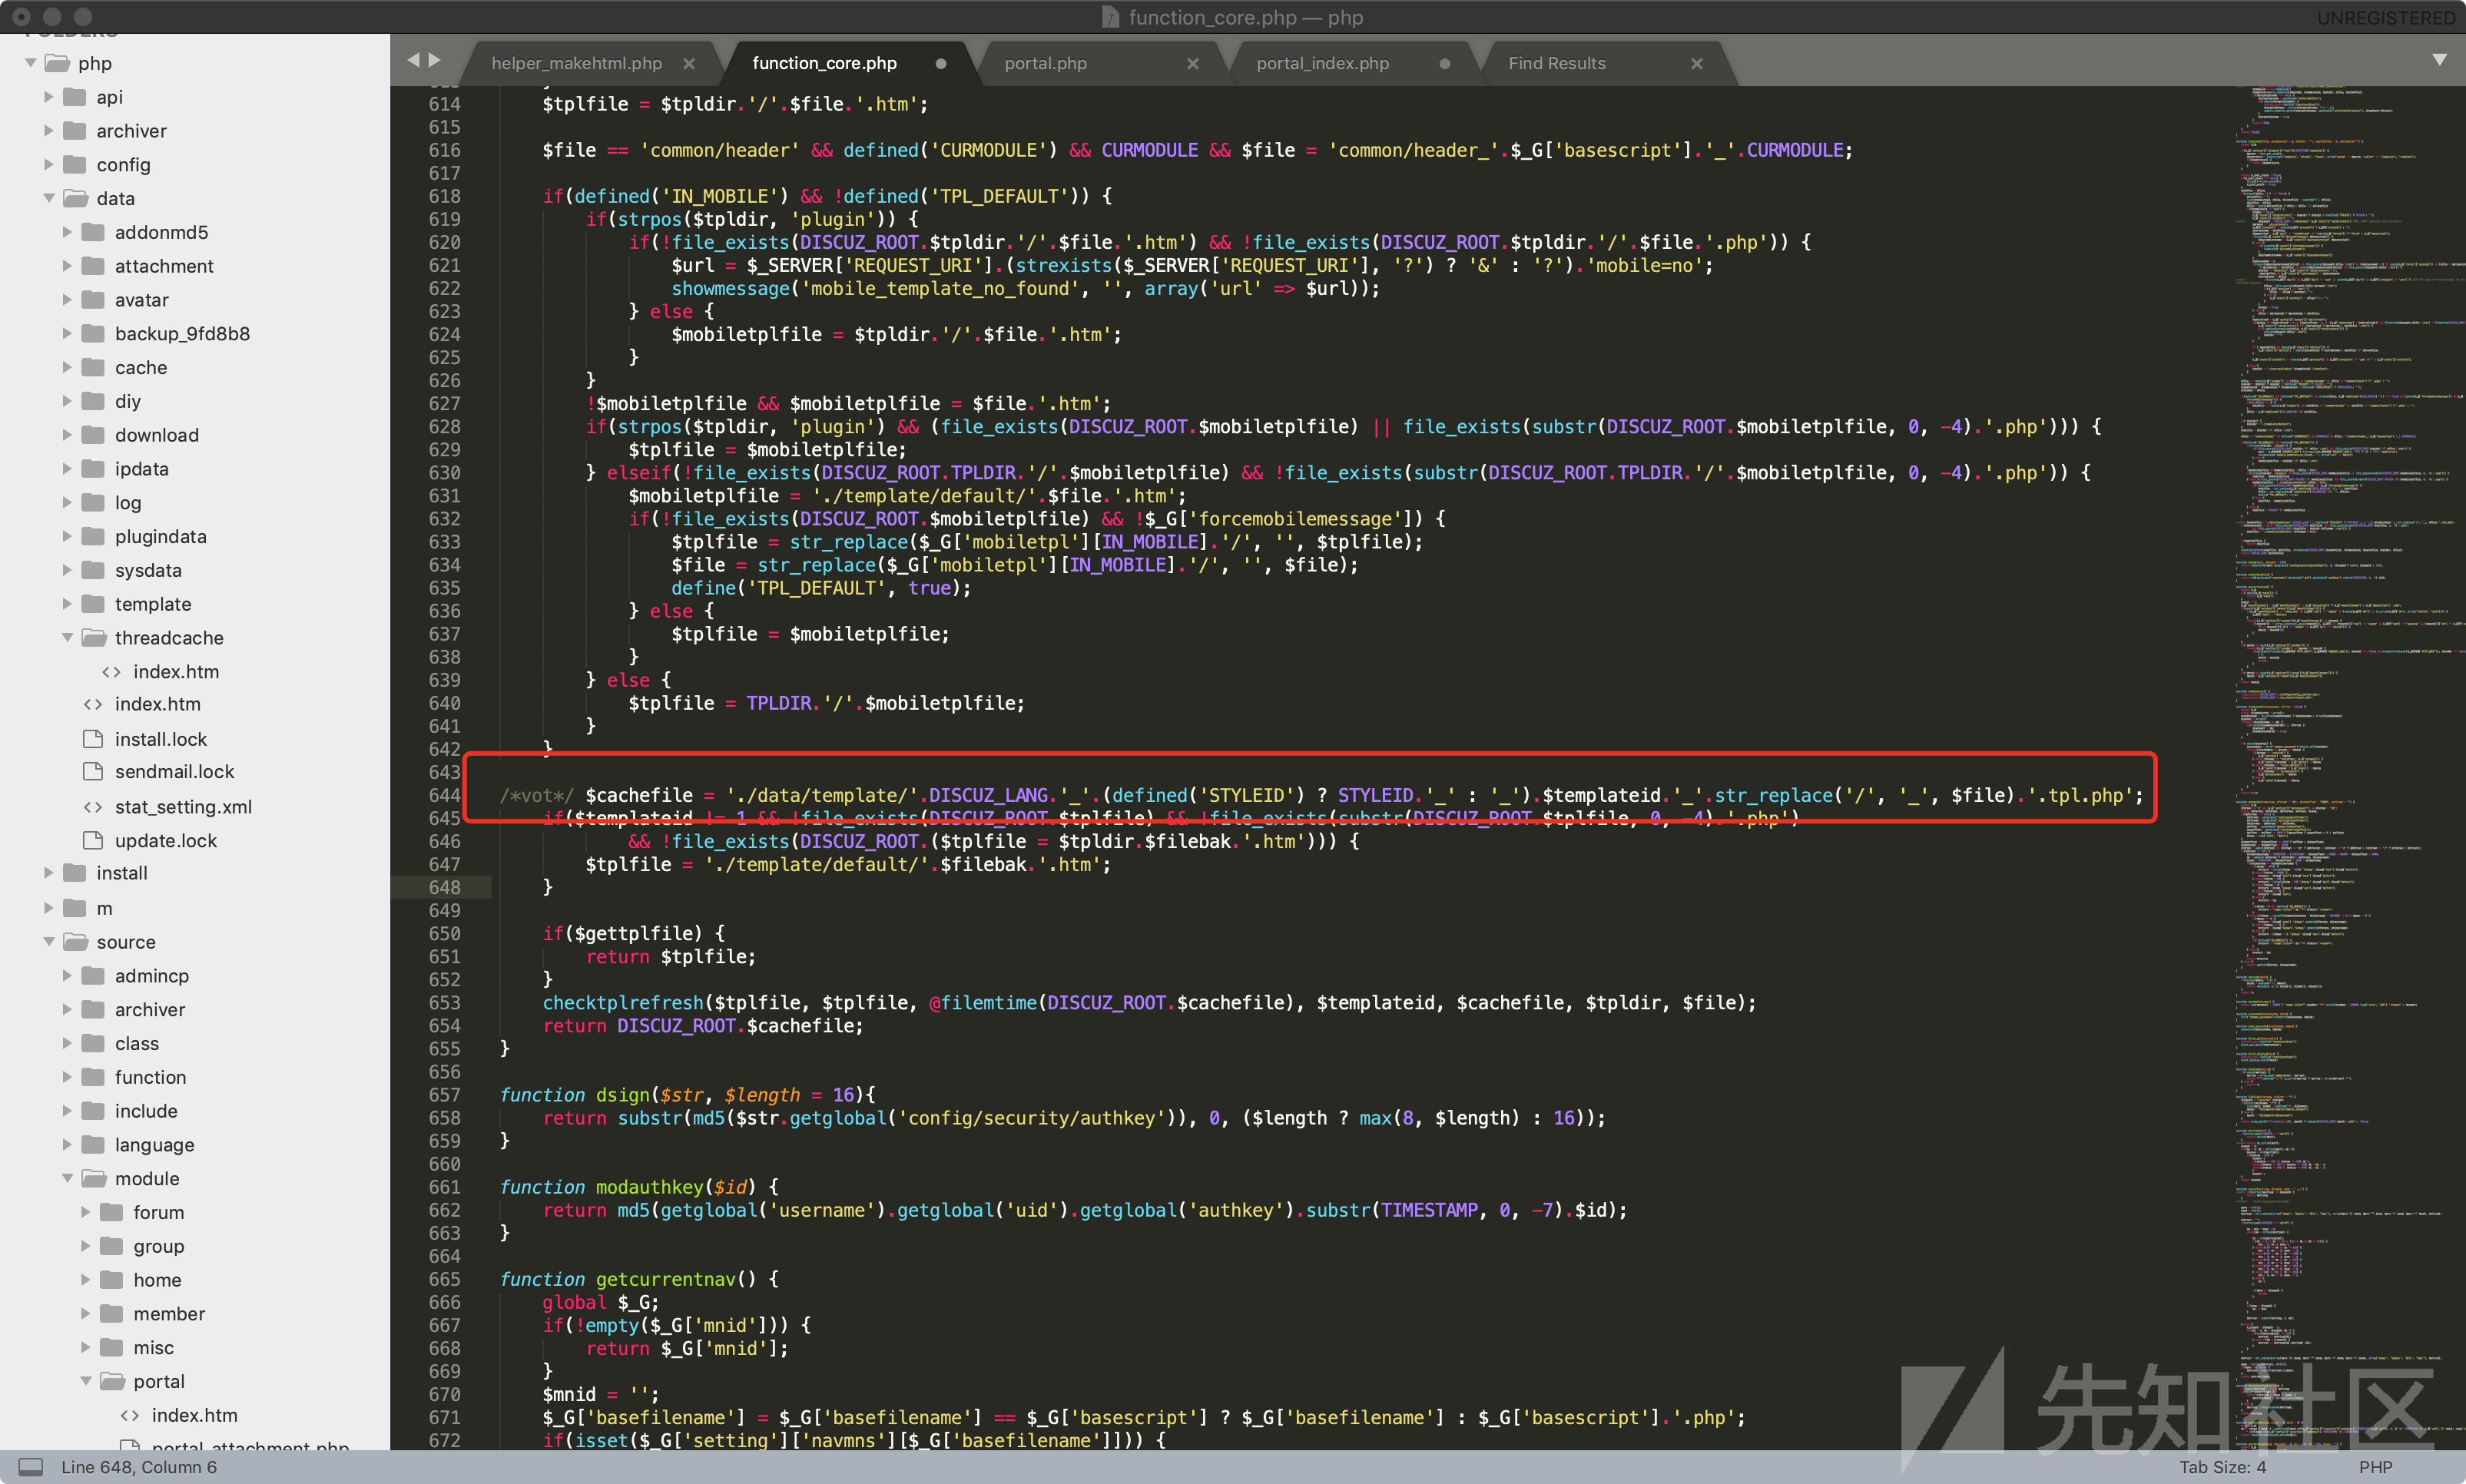 function_core.php — php
UNREGISTERED
FOLDERS
php
api
archiver
config
data
addonmd5
attachment
avatar
backup_9fd8b8
cache
diy
download
ipdata
log
plugindata
sysdata
template
threadcache
index.htm
index.htm
install.lock
sendmail.lock
stat_setting.xml
update.lock
install
m
source
admincp
archiver
class
function
include
language
module
forum
group
home
member
misc
portal
index.htm
portal_attachment.php
helper_makehtml.php
function_core.php
portal.php
portal_index.php
Find Results
614 $tplfile = $tpldir.'/'.$file.'.htm';
615
616 $file == 'common/header' && defined('CURMODULE') && CURMODULE && $file = 'common/header_'.$_G['basescript'].'_'.CURMODULE;
617
618 if(defined('IN_MOBILE') && !defined('TPL_DEFAULT')) {
619 if(strpos($tpldir, 'plugin')) {
620 if(!file_exists(DISCUZ_ROOT.$tpldir.'/'.$file.'.htm') && !file_exists(DISCUZ_ROOT.$tpldir.'/'.$file.'.php')) {
621 $url = $_SERVER['REQUEST_URI'].(strexists($_SERVER['REQUEST_URI'], '?') ? '&' : '?').'mobile=no';
622 showmessage('mobile_template_no_found', '', array('url' => $url));
623 } else {
624 $mobiletplfile = $tpldir.'/'.$file.'.htm';
625 }
626 }
627 !$mobiletplfile && $mobiletplfile = $file.'.htm';
628 if(strpos($tpldir, 'plugin') && (file_exists(DISCUZ_ROOT.$mobiletplfile) || file_exists(substr(DISCUZ_ROOT.$mobiletplfile, 0, -4).'.php'))) {
629 $tplfile = $mobiletplfile;
630 } elseif(!file_exists(DISCUZ_ROOT.TPLDIR.'/'.$mobiletplfile) && !file_exists(substr(DISCUZ_ROOT.TPLDIR.'/'.$mobiletplfile, 0, -4).'.php')) {
631 $mobiletplfile = './template/default/'.$file.'.htm';
632 if(!file_exists(DISCUZ_ROOT.$mobiletplfile) && !$_G['forcemobilemessage']) {
633 $tplfile = str_replace($_G['mobiletpl'][IN_MOBILE].'/', '', $tplfile);
634 $file = str_replace($_G['mobiletpl'][IN_MOBILE].'/', '', $file);
635 define('TPL_DEFAULT', true);
636 } else {
637 $tplfile = $mobiletplfile;
638 }
639 } else {
640 $tplfile = TPLDIR.'/'.$mobiletplfile;
641 }
642 }
643
644 /*vot*/ $cachefile = './data/template/'.DISCUZ_LANG.'_'.(defined('STYLEID') ? STYLEID.'_' : '_').$templateid.'_'.str_replace('/', '_', $file).'.tpl.php';
645 if($templateid != 1 && !file_exists(DISCUZ_ROOT.$tplfile) && !file_exists(substr(DISCUZ_ROOT.$tplfile, 0, -4).'.php')
646 && !file_exists(DISCUZ_ROOT.($tplfile = $tpldir.$filebak.'.htm'))) {
647 $tplfile = './template/default/'.$filebak.'.htm';
648 }
649
650 if($gettplfile) {
651 return $tplfile;
652 }
653 checktplrefresh($tplfile, $tplfile, @filemtime(DISCUZ_ROOT.$cachefile), $templateid, $cachefile, $tpldir, $file);
654 return DISCUZ_ROOT.$cachefile;
655 }
656
657 function dsign($str, $length = 16){
658 return substr(md5($str.getglobal('config/security/authkey')), 0, ($length ? max(8, $length) : 16));
659 }
660
661 function modauthkey($id) {
662 return md5(getglobal('username').getglobal('uid').getglobal('authkey').substr(TIMESTAMP, 0, -7).$id);
663 }
664
665 function getcurrentnav() {
666 global $_G;
667 if(!empty($_G['mnid'])) {
668 return $_G['mnid'];
669 }
670 $mnid = '';
671 $_G['basefilename'] = $_G['basefilename'] == $_G['basescript'] ? $_G['basefilename'] : $_G['basescript'].'.php';
672 if(isset($_G['setting']['navmns'][$_G['basefilename']])) {
先知社区
Line 648, Column 6
Tab Size: 4
PHP